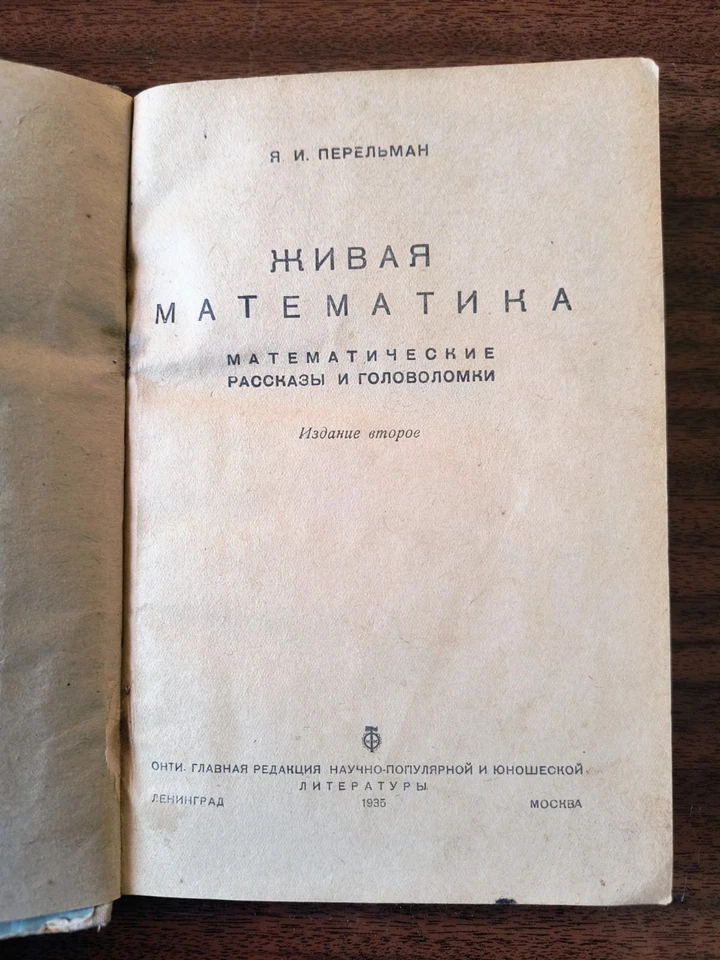 Я. И. ПЕРЕЛЬМАН
ЖИВАЯ
МАТЕМАТИКА
МАТЕМАТИЧЕСКИЕ
РАССКАЗЫ И ГОЛОВОЛОМКИ
Издание второе
ОНТИ. ГЛАВНАЯ РЕДАКЦИЯ НАУЧНО-ПОПУЛЯРНОЙ И ЮНОШЕСКОЙ
ЛИТЕРАТУРЫ
ЛЕНИНГРАД 1935 МОСКВА